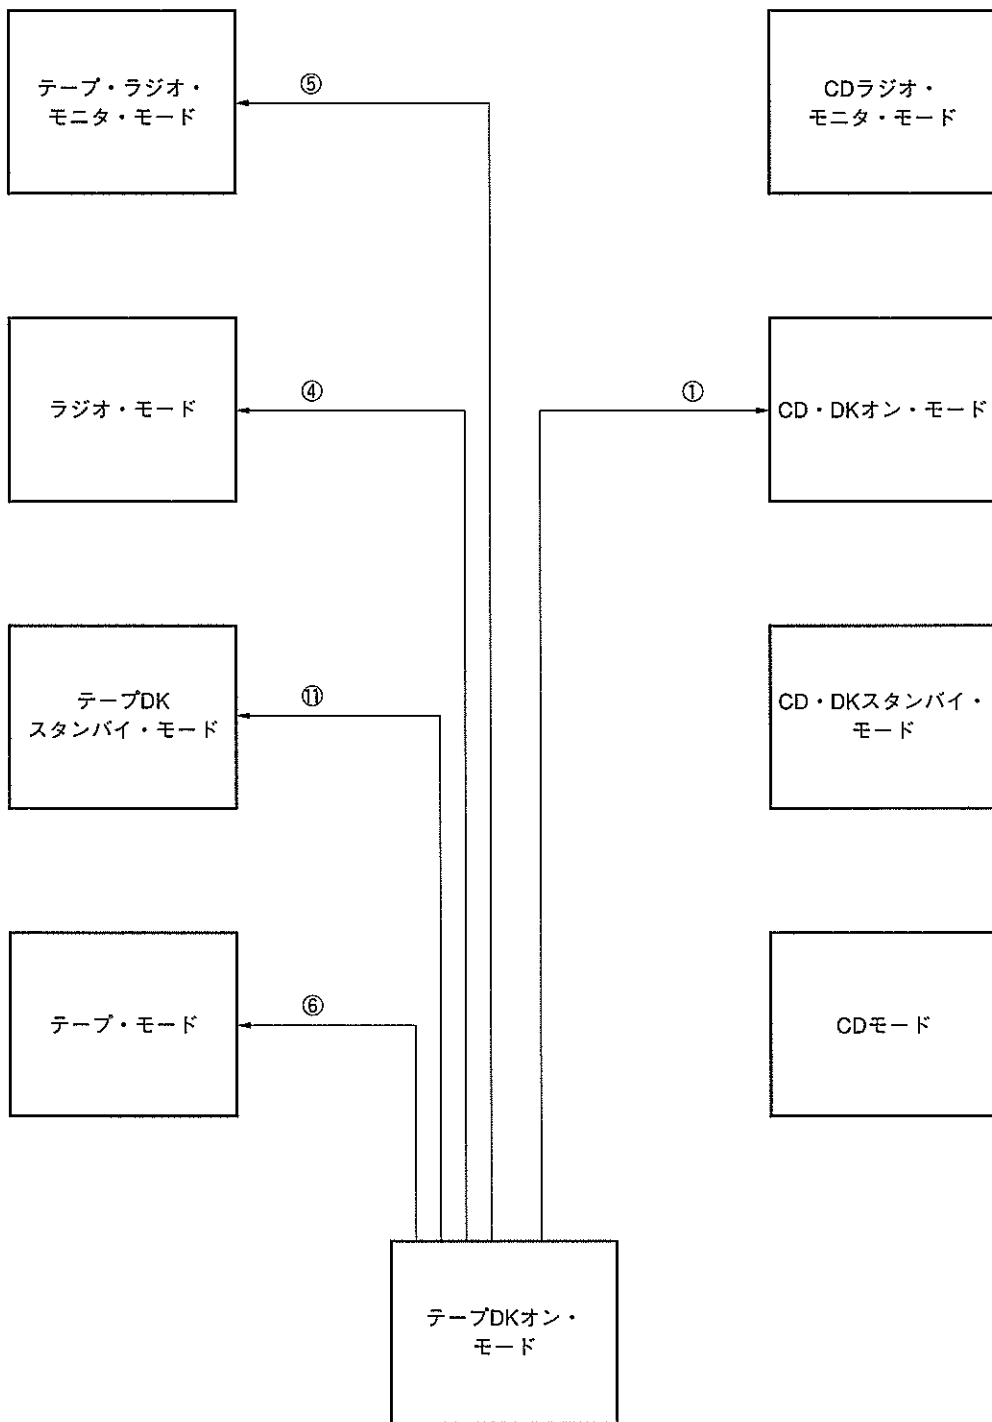 テープ・ラジオ・
モニタ・モード
⑤
CDラジオ・
モニタ・モード
ラジオ・モード
④
①
CD・DKオン・モード
テープDK
スタンバイ・モード
⑪
CD・DKスタンバイ・
モード
テープ・モード
⑥
CDモード
テープDKオン・
モード